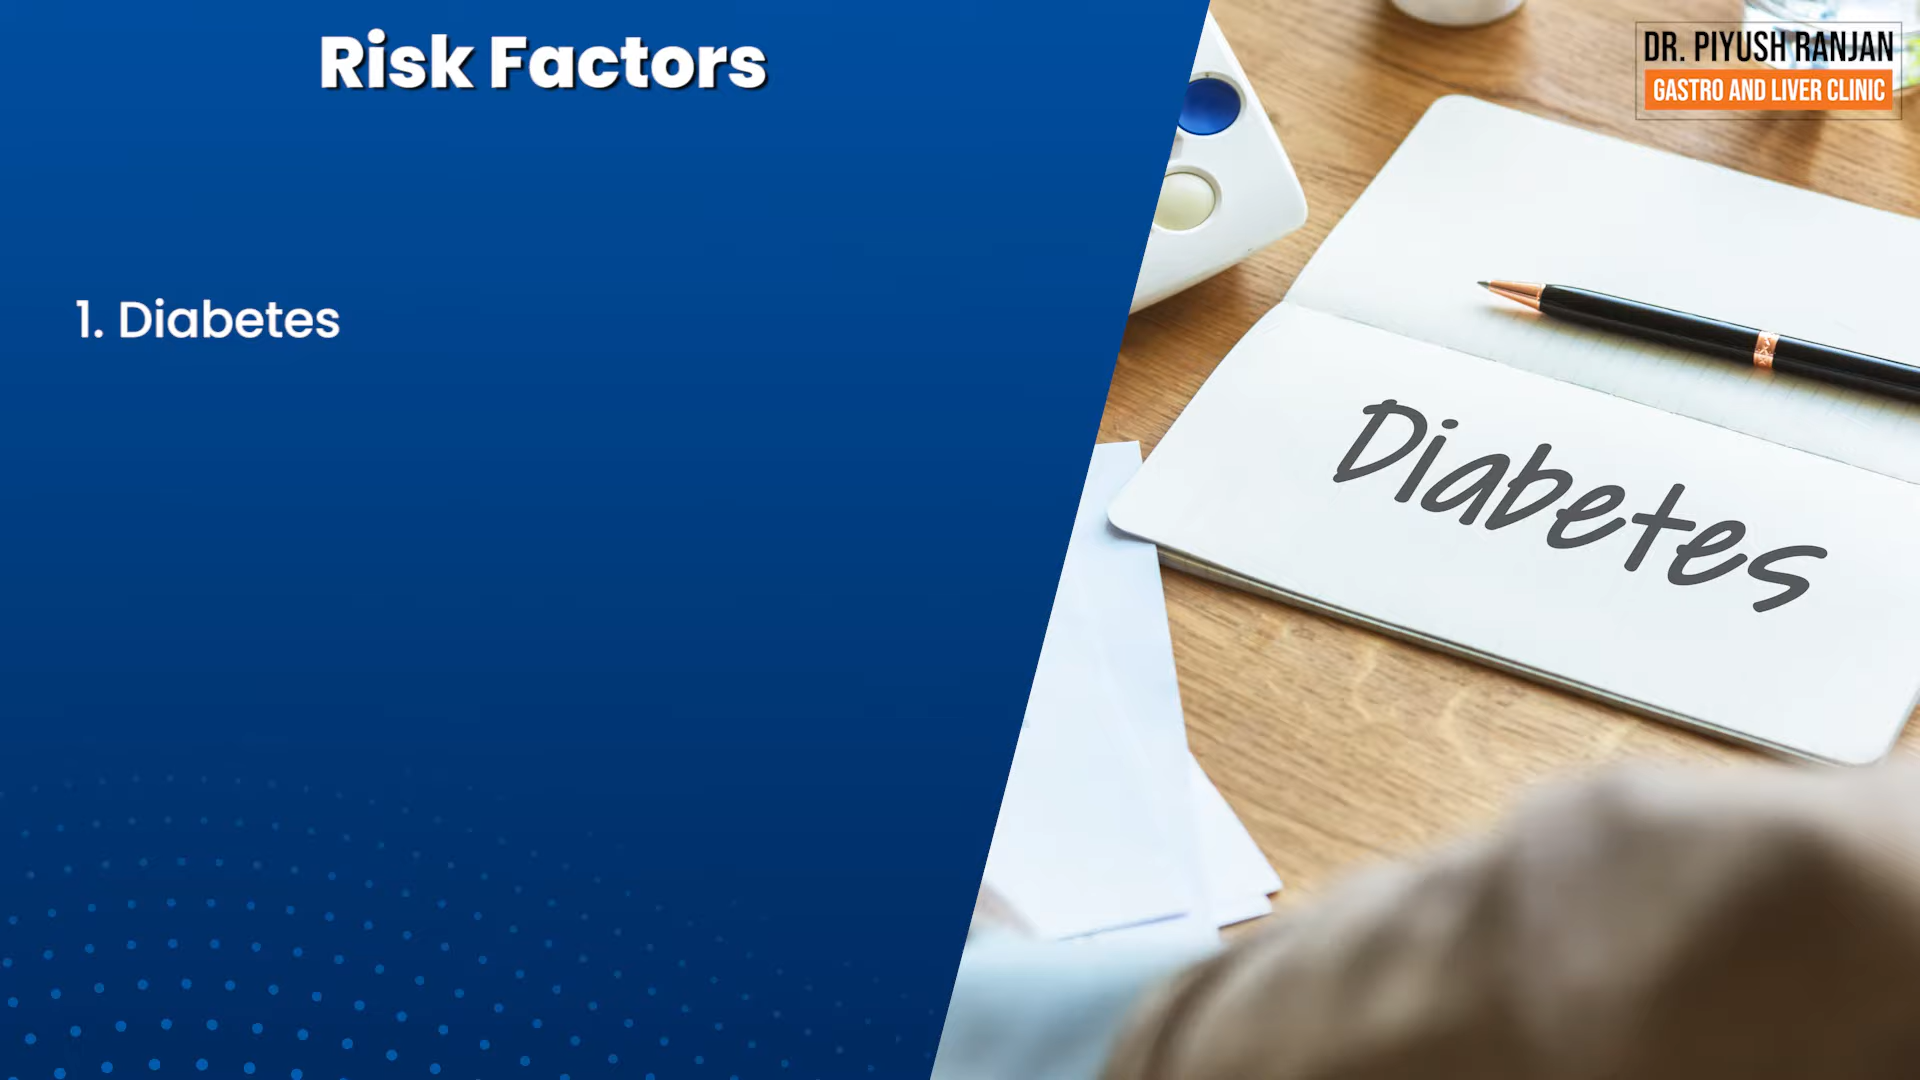 Risk Factors
DR. PIYUSH RANJAN
GASTRO AND LIVER CLINIC
1. Diabetes
Diabetes